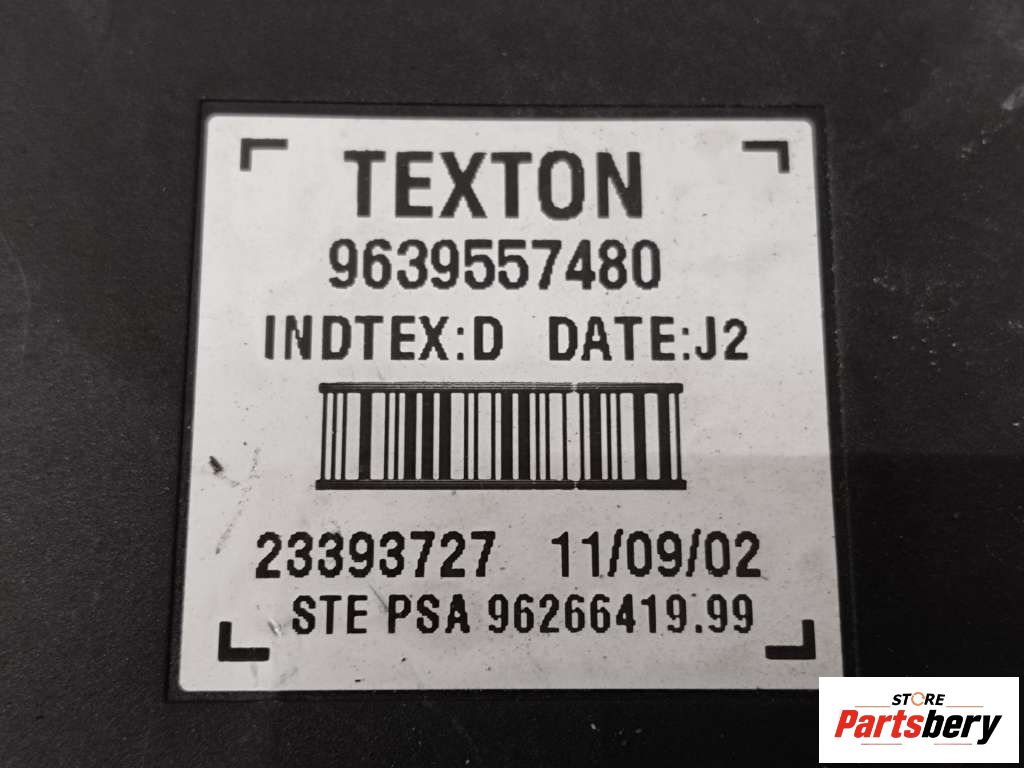 TEXTON
9639557480
INDTEX:D DATE:J2
23393727 11/09/02
STE PSA 96266419.99
STORE
Partsbery